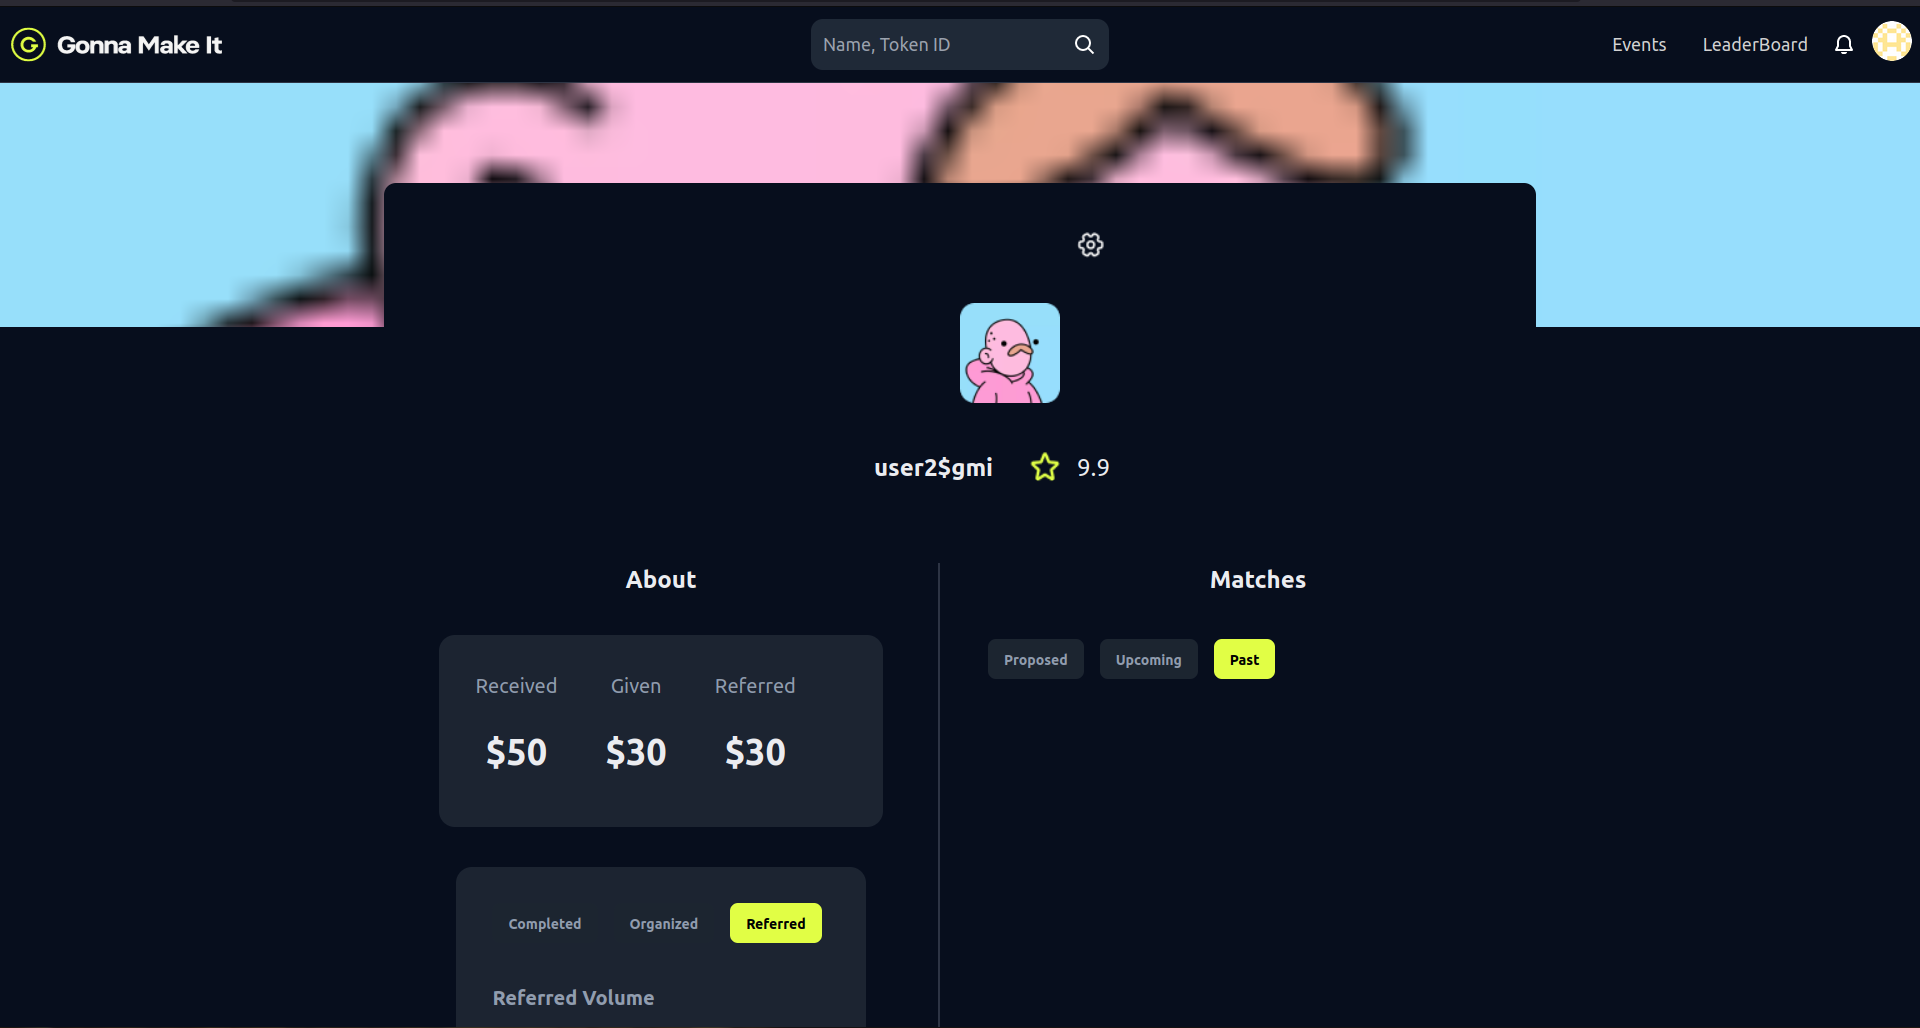 G Gonna Make It
Name, Token ID
Events
LeaderBoard
user2$gmi
9.9
About
Received
Given
Referred
$50
$30
$30
Completed
Organized
Referred
Referred Volume
Matches
Proposed
Upcoming
Past